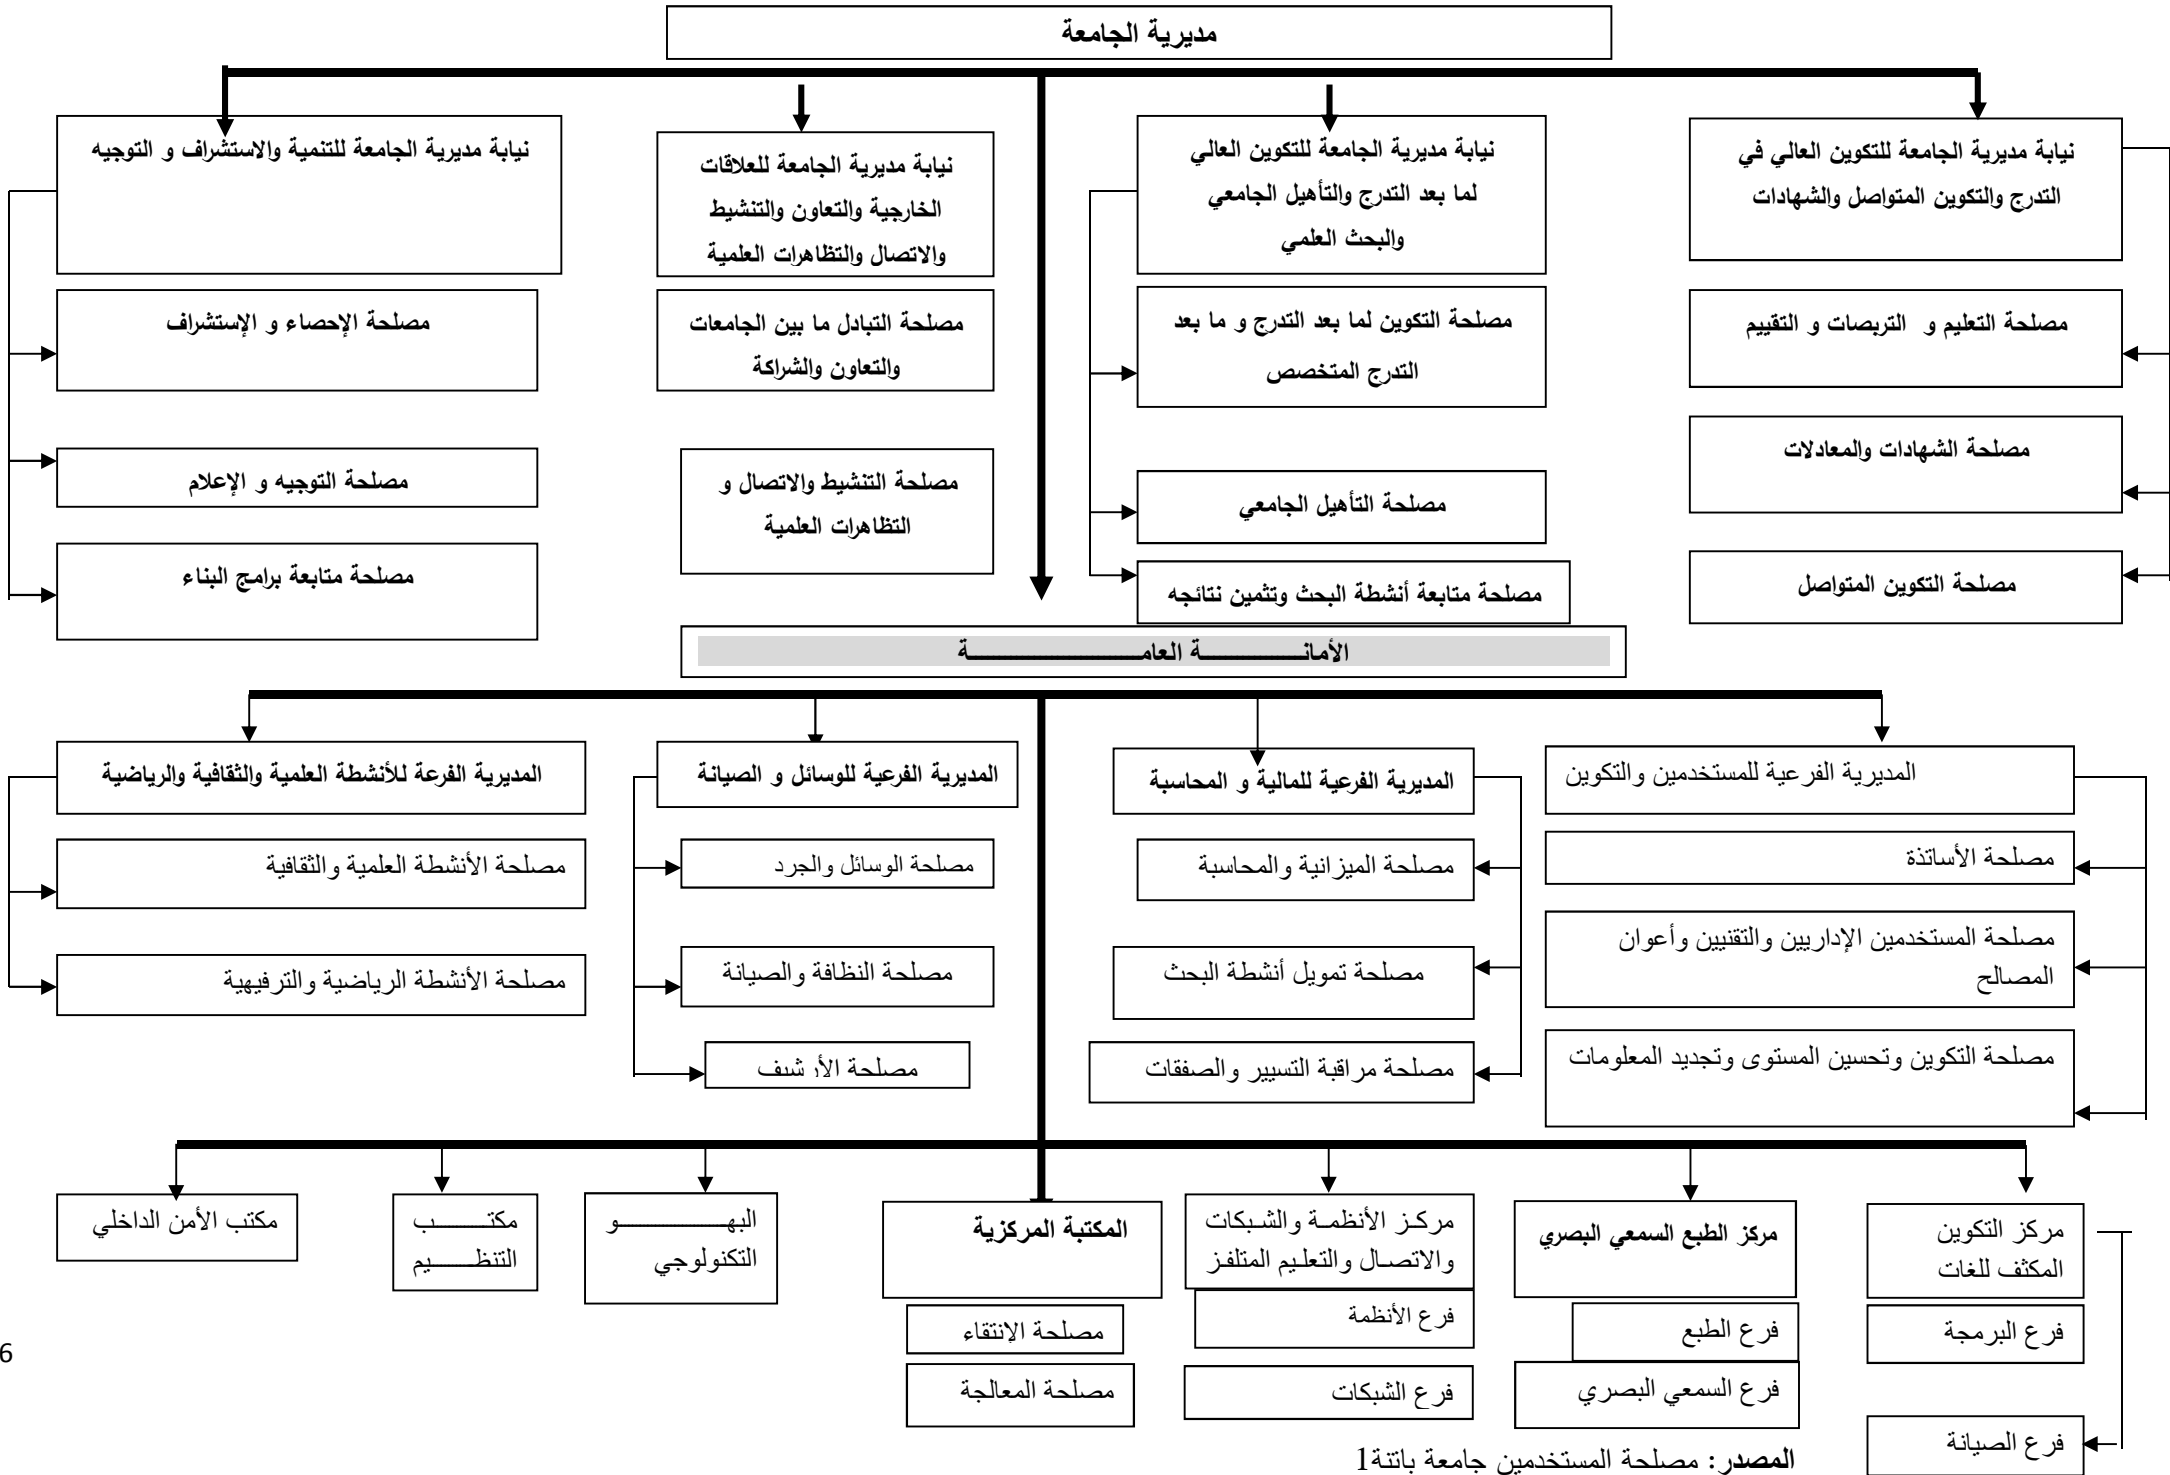 مديرية الجامعة
نيابة مديرية الجامعة للتكوين العالي في
التدرج والتكوين المتواصل والشهادات
نيابة مديرية الجامعة للتكوين العالي
لما بعد التدرج والتأهيل الجامعي
والبحث العلمي
نيابة مديرية الجامعة للعلاقات
الخارجية والتعاون والتنشيط
والاتصال والتظاهرات العلمية
نيابة مديرية الجامعة للتنمية والاستشراف و التوجيه
مصلحة التعليم و التربصات و التقييم
مصلحة التكوين لما بعد التدرج و ما بعد
التدرج المتخصص
مصلحة التبادل ما بين الجامعات
والتعاون والشراكة
مصلحة الإحصاء و الإستشراف
مصلحة الشهادات والمعادلات
مصلحة التأهيل الجامعي
مصلحة التنشيط والاتصال و
التظاهرات العلمية
مصلحة التوجيه و الإعلام
مصلحة التكوين المتواصل
مصلحة متابعة أنشطة البحث وتثمين نتائجه
مصلحة متابعة برامج البناء
الأمانـــــــــة العامـــــــــــــــة
المديرية الفرعية للمستخدمين والتكوين
المديرية الفرعية للمالية و المحاسبة
المديرية الفرعية للوسائل و الصيانة
المديرية الفرعة للأنشطة العلمية والثقافية والرياضية
مصلحة الأساتذة
مصلحة الميزانية والمحاسبة
مصلحة الوسائل والجرد
مصلحة الأنشطة العلمية والثقافية
مصلحة المستخدمين الإداريين والتقنيين وأعوان
المصالح
مصلحة تمويل أنشطة البحث
مصلحة النظافة والصيانة
مصلحة الأنشطة الرياضية والترفيهية
مصلحة التكوين وتحسين المستوى وتجديد المعلومات
مصلحة مراقبة التسيير والصفقات
مصلحة الأرشيف
مركز التكوين
المكثف للغات
مركز الطبع السمعي البصري
مركز الأنظمة والشبكات
والاتصال والتعليم المتلفز
المكتبة المركزية
البهـــــــو
التكنولوجي
مكتـــــب
التنظـــــيم
مكتب الأمن الداخلي
فرع البرمجة
فرع الطبع
فرع الأنظمة
مصلحة الإنتقاء
فرع السمعي البصري
فرع الشبكات
مصلحة المعالجة
فرع الصيانة
6
المصدر: مصلحة المستخدمين جامعة باتنة1